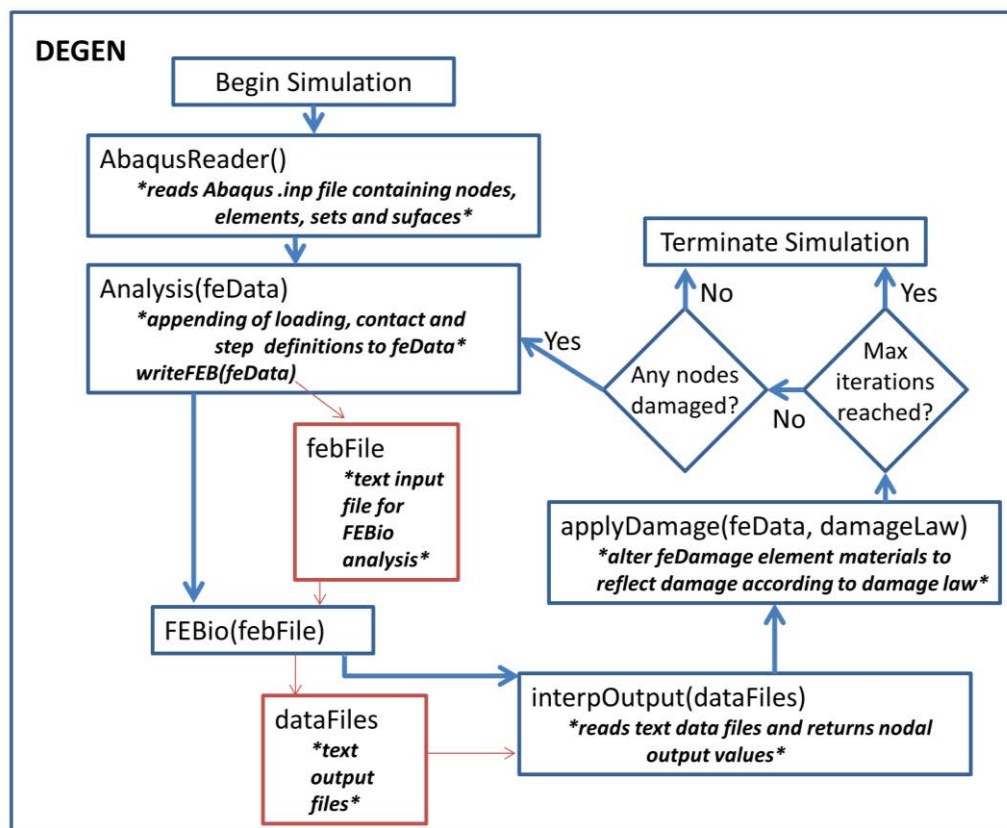 DEGEN
Begin Simulation
AbaqusReader()
*reads Abaqus .inp file containing nodes,
elements, sets and sufaces*
Analysis(feData)
*appending of loading, contact and
step definitions to feData*
writeFEB(feData)
febFile
*text input
file for
FEBio
analysis*
FEBio(febFile)
dataFiles
*text
output
files*
interpOutput(dataFiles)
*reads text data files and returns nodal
output values*
applyDamage(feData, damageLaw)
*alter feDamage element materials to
reflect damage according to damage law*
Max
iterations
reached?
No
Yes
Any nodes
damaged?
Yes
No
Terminate Simulation